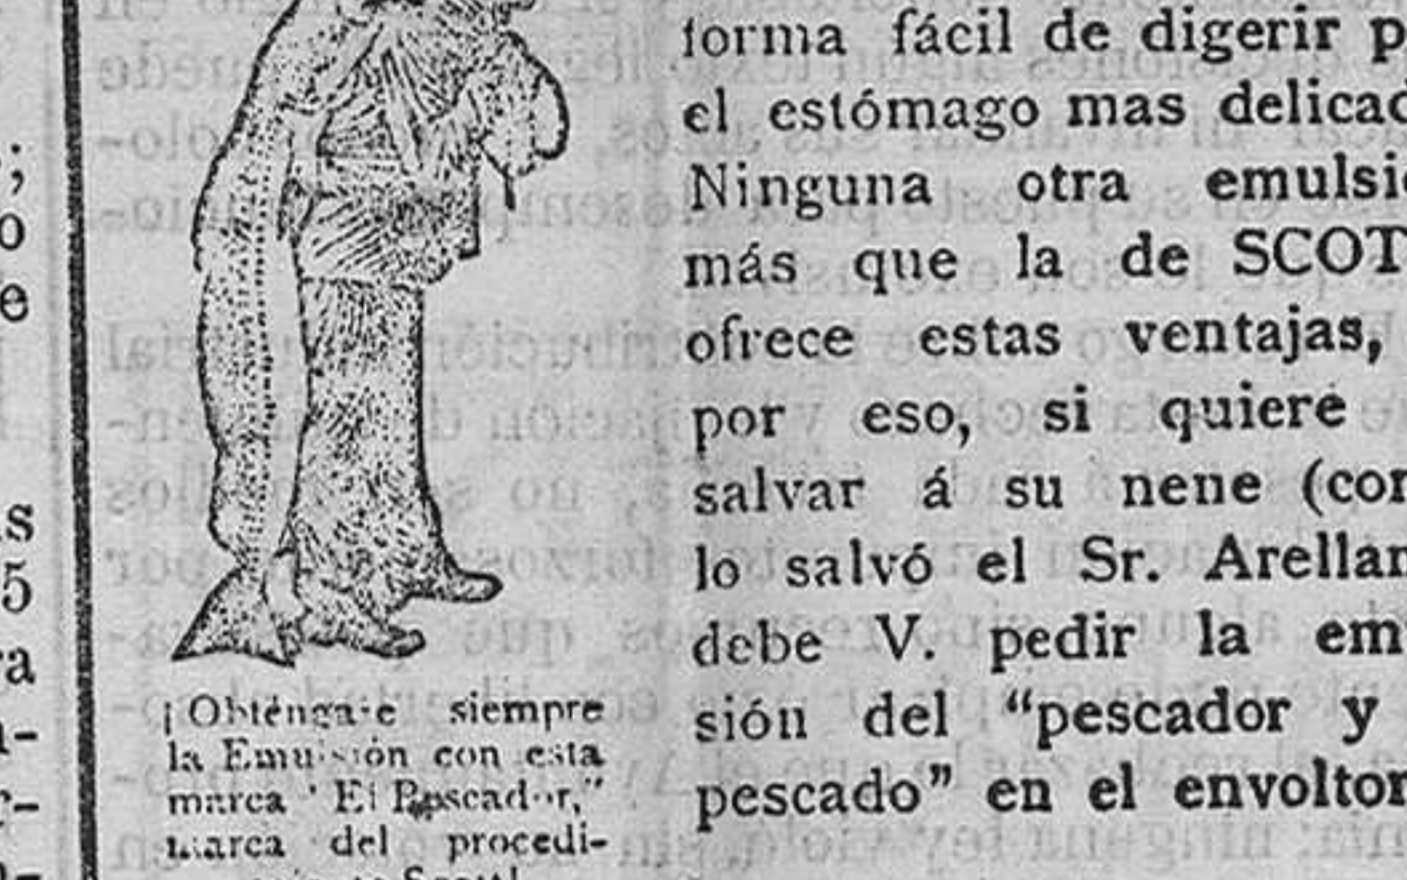 forma fácil de digerir p
el estómago mas delicad
Ninguna otra emulsi
más que la de SCOT
ofrece estas ventajas,
por eso, si quiere
salvar á su nene (co
lo salvó el Sr. Arellan
debe V. pedir la em
sión del “pescador y
pescado” en el envoltor
¡Obténgase siempre
la Emulsión con esta
marca "El Pescador,"
marca del procedi-